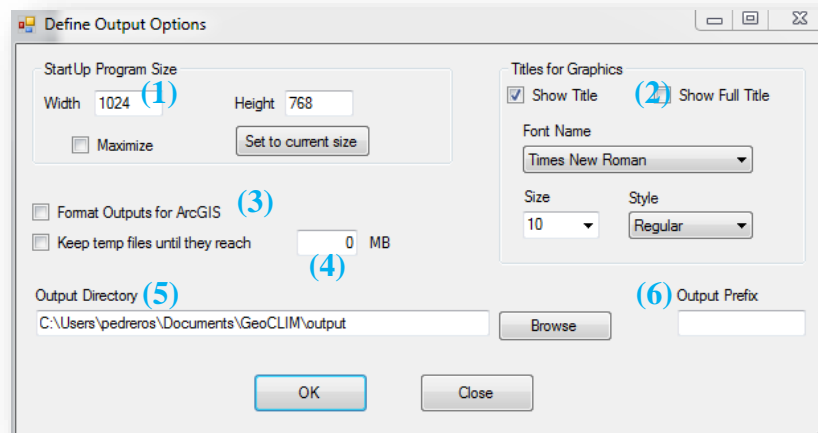 Define Output Options
StartUp Program Size
Width 1024 (1) Height 768
Maximize Set to current size
Titles for Graphics
Show Title (2) Show Full Title
Font Name
Times New Roman
Size Style
10 Regular
Format Outputs for ArcGIS (3)
Keep temp files until they reach 0 MB
(4)
Output Directory (5)
C:\Users\pedreros\Documents\GeoCLIM\output Browse
(6) Output Prefix
OK Close